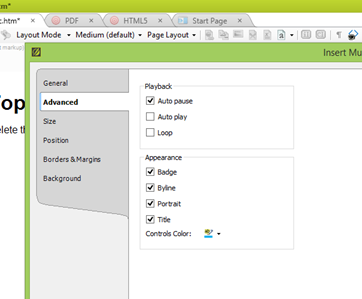 m*
c.htm* PDF HTML5 Start Page
Layout Mode Medium (default) Page Layout
Insert Mu
General
Advanced
Size
Position
Borders & Margins
Background
Playback
Auto pause
Auto play
Loop
Appearance
Badge
Byline
Portrait
Title
Controls Color:
op
elete th